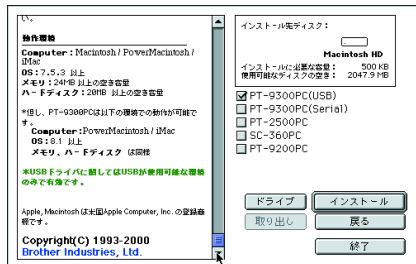 い。
動作環境
Computer : Macintosh / PowerMacintosh /
iMac
OS : 7.5.3 以上
メモリ : 24MB 以上の空き容量
ハードディスク : 20MB 以上の空き容量
*但し、PT-9300PCは以下の環境での動作が可能で
す。
Computer : PowerMacintosh / iMac
OS : 8.1 以上
メモリ、ハードディスク は同様
*USBドライバに関してはUSBが使用可能な環境
のみで有効です。
Apple, Macintosh は米国Apple Computer, Inc. の登録商
標です。
Copyright(C) 1993-2000
Brother Industries, Ltd.
インストール先ディスク：
Macintosh HD
インストールに必要な容量： 500 KB
使用可能なディスクの空き： 2047.9 MB
PT-9300PC(USB)
PT-9300PC(Serial)
PT-2500PC
SC-360PC
PT-9200PC
ドライブ インストール
取り出し 戻る
終了